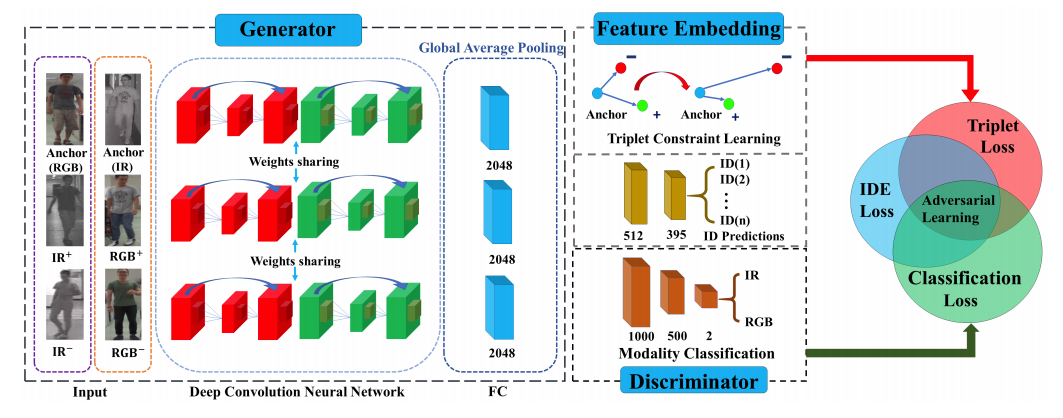 Generator
Feature Embedding
Global Average Pooling
Anchor
(RGB)
Anchor
(IR)
IR⁺
RGB⁺
IR⁻
RGB⁻
Weights sharing
Weights sharing
2048
2048
2048
Input
Deep Convolution Neural Network
FC
−
−
Anchor
+
Anchor
+
Triplet Constraint Learning
ID(1)
ID(2)
ID(n)
512
395
ID Predictions
IR
RGB
1000
500
2
Modality Classification
Discriminator
Triplet
Loss
IDE
Loss
Adversarial
Learning
Classification
Loss